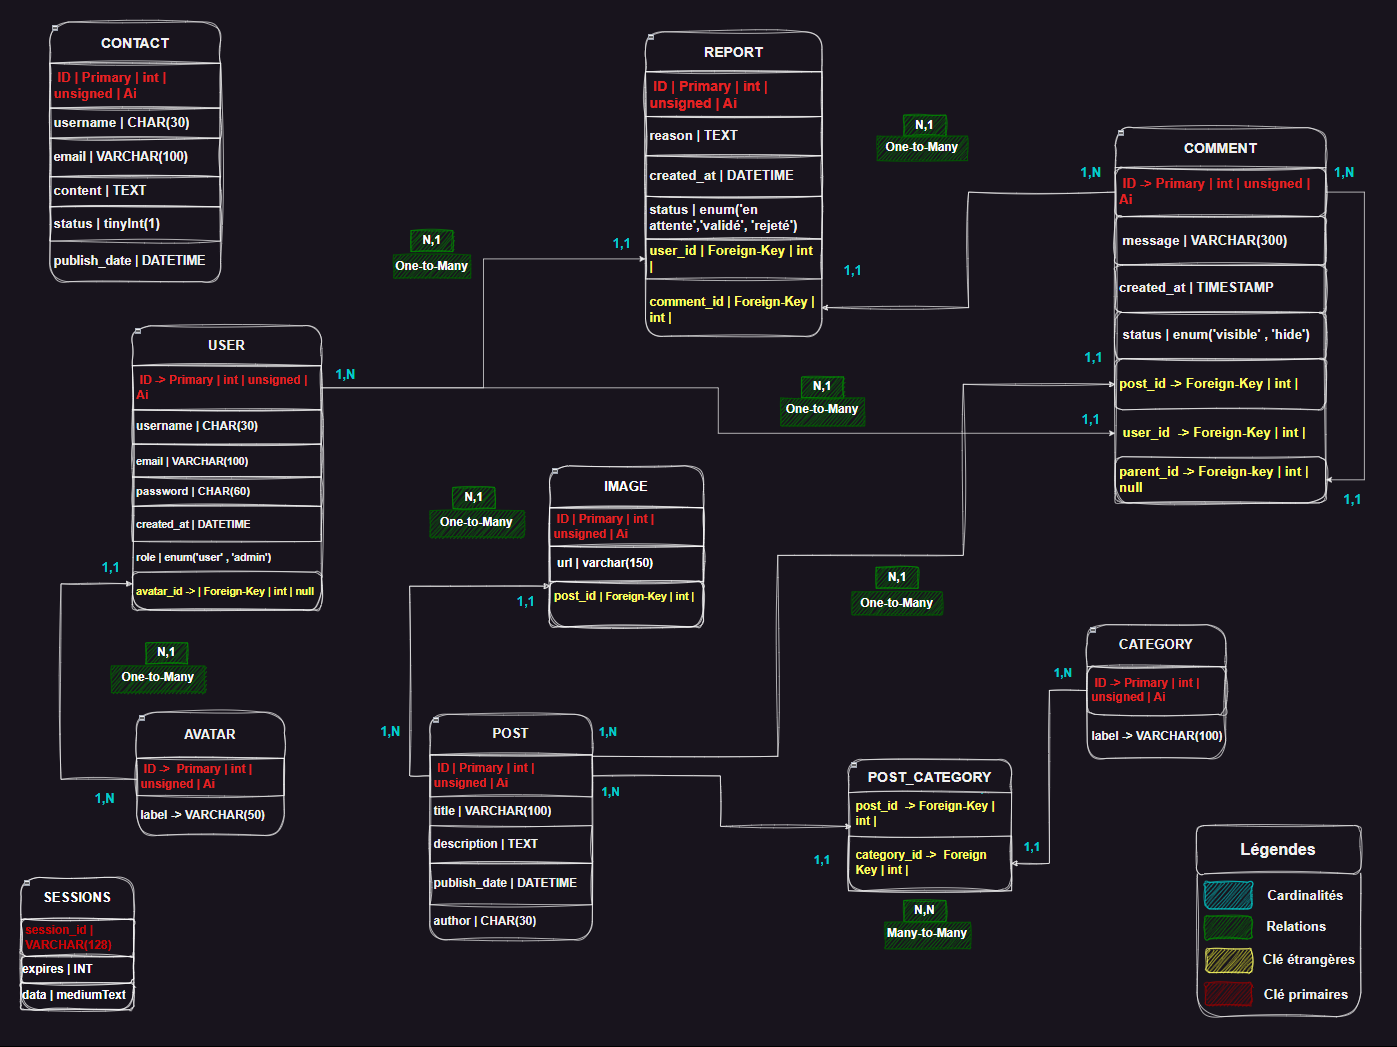 CONTACT
ID | Primary | int |
unsigned | Ai
username | CHAR(30)
email | VARCHAR(100)
content | TEXT
status | tinyInt(1)
publish_date | DATETIME
REPORT
ID | Primary | int |
unsigned | Ai
reason | TEXT
created_at | DATETIME
status | enum('en
attente','validé', 'rejeté')
user_id | Foreign-Key | int
|
comment_id | Foreign-Key |
int |
N,1
One-to-Many
1,1
1,1
N,1
One-to-Many
COMMENT
1,N
1,N
ID -> Primary | int | unsigned |
Ai
message | VARCHAR(300)
created_at | TIMESTAMP
status | enum('visible' , 'hide')
1,1
post_id -> Foreign-Key | int |
1,1
user_id -> Foreign-Key | int |
parent_id -> Foreign-key | int |
null
1,1
USER
1,N
ID -> Primary | int | unsigned |
Ai
username | CHAR(30)
email | VARCHAR(100)
password | CHAR(60)
created_at | DATETIME
role | enum('user' , 'admin')
1,1
avatar_id -> | Foreign-Key | int | null
N,1
One-to-Many
N,1
One-to-Many
IMAGE
ID | Primary | int |
unsigned | Ai
url | varchar(150)
post_id | Foreign-Key | int |
1,1
N,1
One-to-Many
N,1
One-to-Many
AVATAR
ID -> Primary | int |
unsigned | Ai
label -> VARCHAR(50)
1,N
1,N
POST
1,N
ID | Primary | int |
unsigned | Ai
1,N
title | VARCHAR(100)
description | TEXT
publish_date | DATETIME
author | CHAR(30)
CATEGORY
1,N
ID -> Primary | int |
unsigned | Ai
label -> VARCHAR(100)
POST_CATEGORY
post_id -> Foreign-Key |
int |
category_id -> Foreign
Key | int |
1,1
1,1
N,N
Many-to-Many
SESSIONS
session_id |
VARCHAR(128)
expires | INT
data | mediumText
Légendes
Cardinalités
Relations
Clé étrangères
Clé primaires